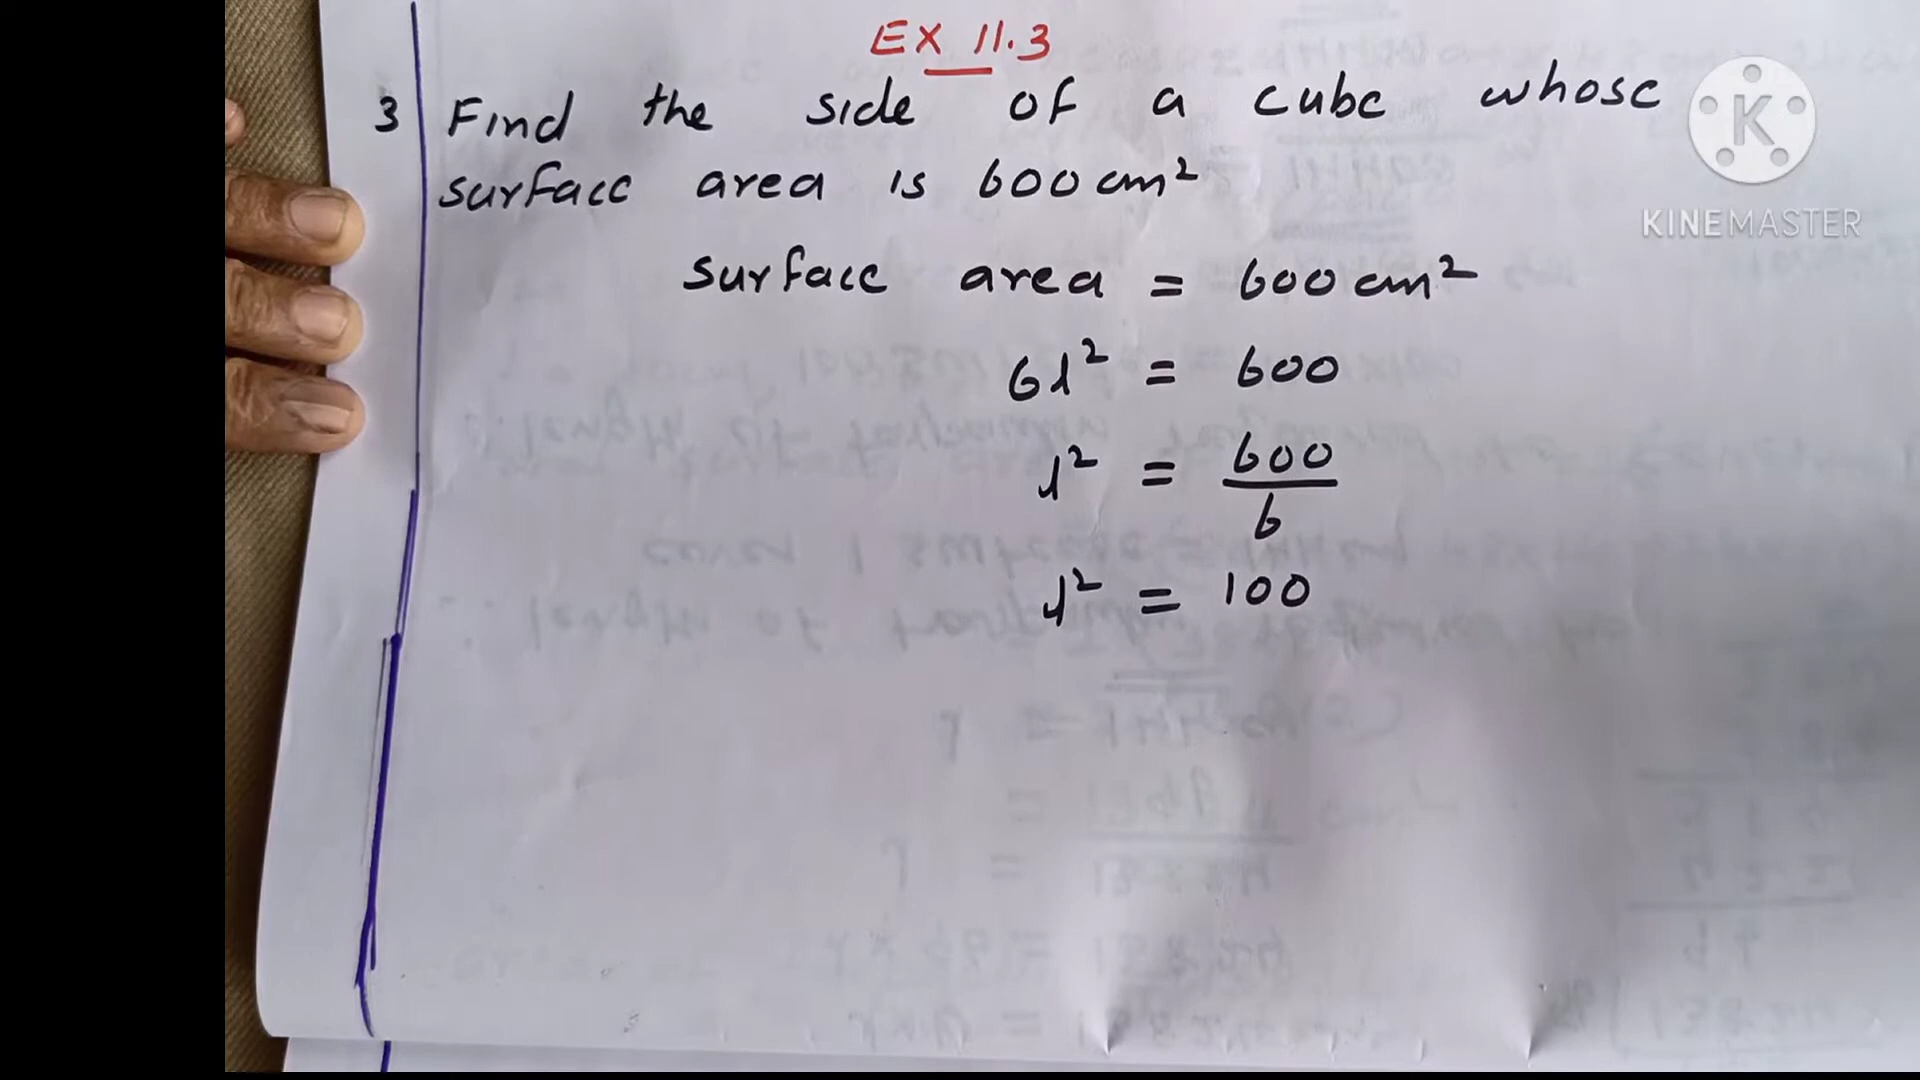 EX 11.3
3 Find the side of a cube whose
surface area is 600 cm²
surface area = 600 cm²
6l² = 600
l² = 600/6
l² = 100
K
KINEMASTER